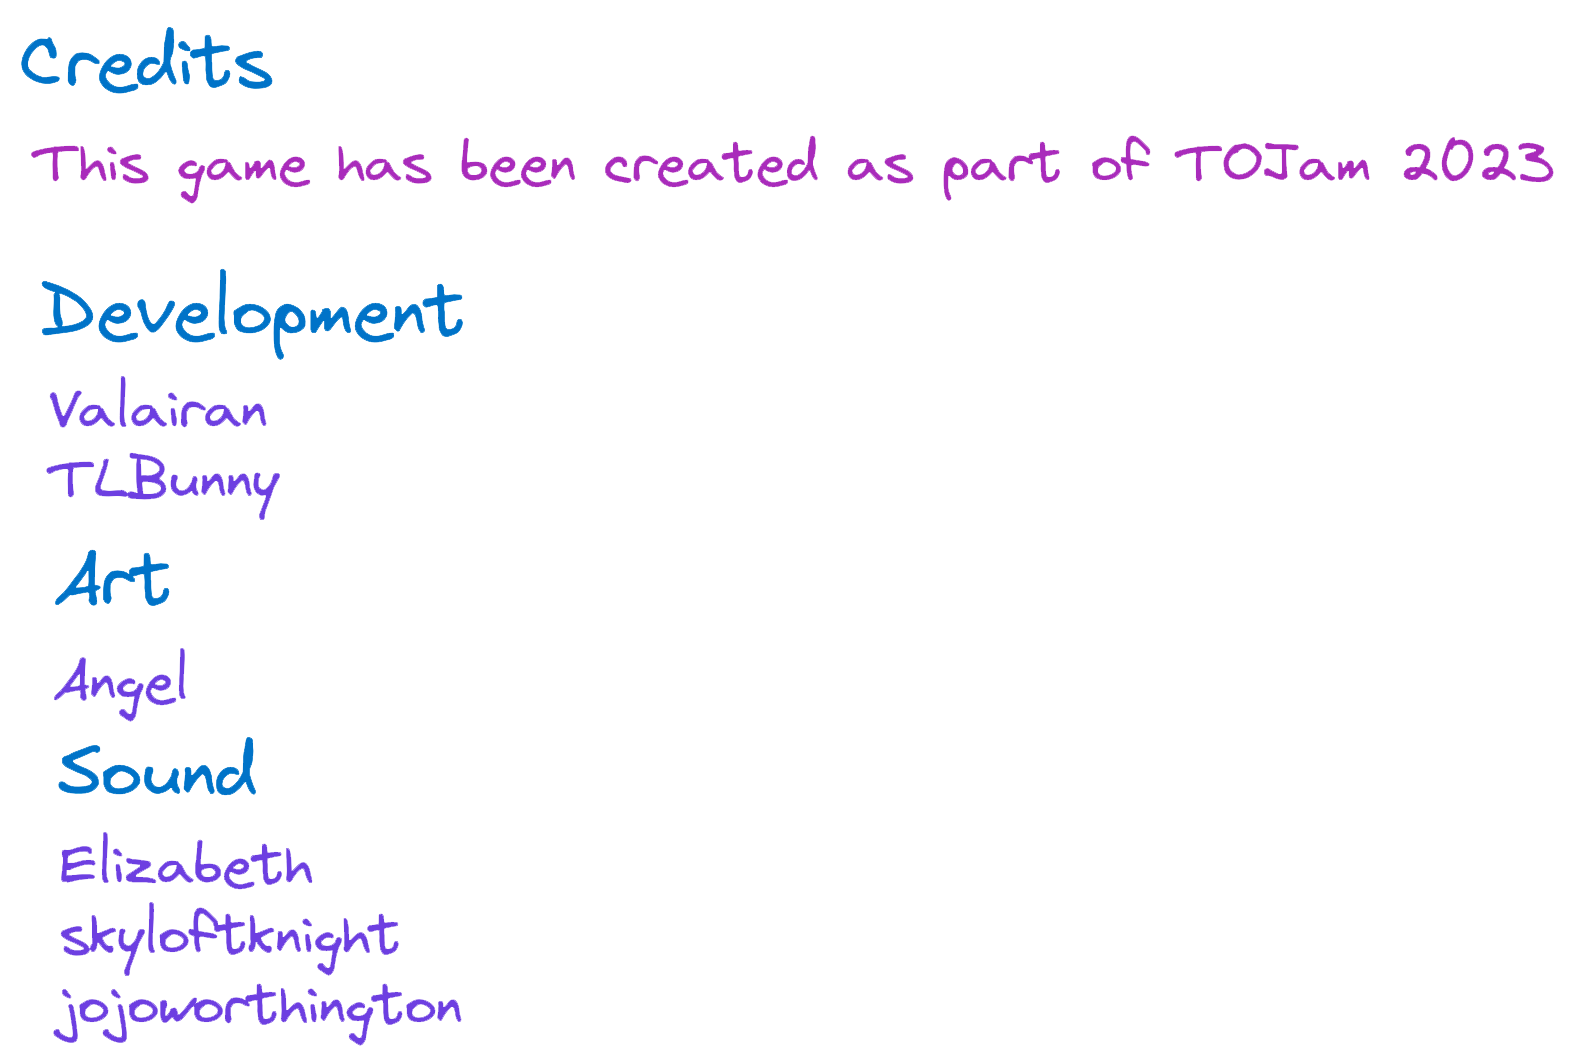 Credits
This game has been created as part of TOJam 2023
Development
Valairan
TLBunny
Art
Angel
Sound
Elizabeth
skyloftknight
jojoworthington